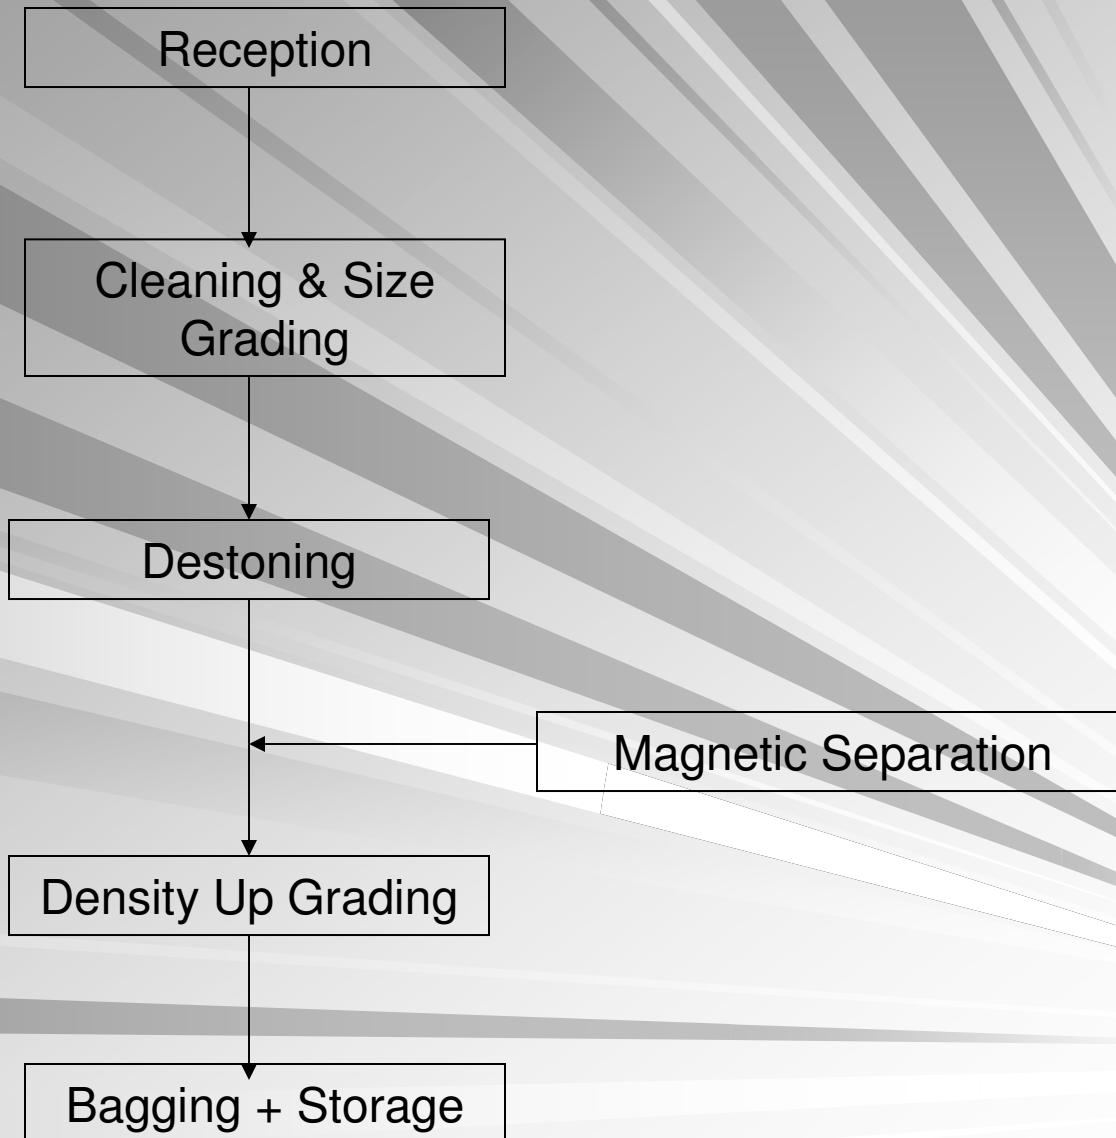 Reception
Cleaning & Size
Grading
Destoning
Magnetic Separation
Density Up Grading
Bagging + Storage